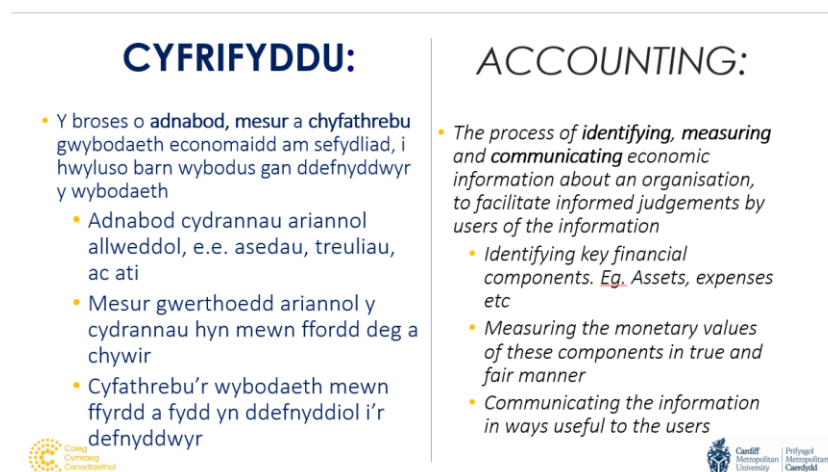 CYFRIFYDDU:
• Y broses o adnabod, mesur a chyfathrebu
gwybodaeth economaidd am sefydliad, i
hwyluso barn wybodus gan ddefnyddwyr
y wybodaeth
• Adnabod cydrannau ariannol
allweddol, e.e. asedau, treuliau,
ac ati
• Mesur gwerthoedd ariannol y
cydrannau hyn mewn ffordd deg a
chywir
• Cyfathrebu'r wybodaeth mewn
ffyrdd a fydd yn ddefnyddiol i'r
defnyddwyr
Coleg
Cymraeg
Cenedlaethol
ACCOUNTING:
• The process of identifying, measuring
and communicating economic
information about an organisation,
to facilitate informed judgements by
users of the information
• Identifying key financial
components. Eg. Assets, expenses
etc
• Measuring the monetary values
of these components in true and
fair manner
• Communicating the information
in ways useful to the users
Cardiff
Metropolitan
University
Prifysgol
Metropolitan
Caerdydd